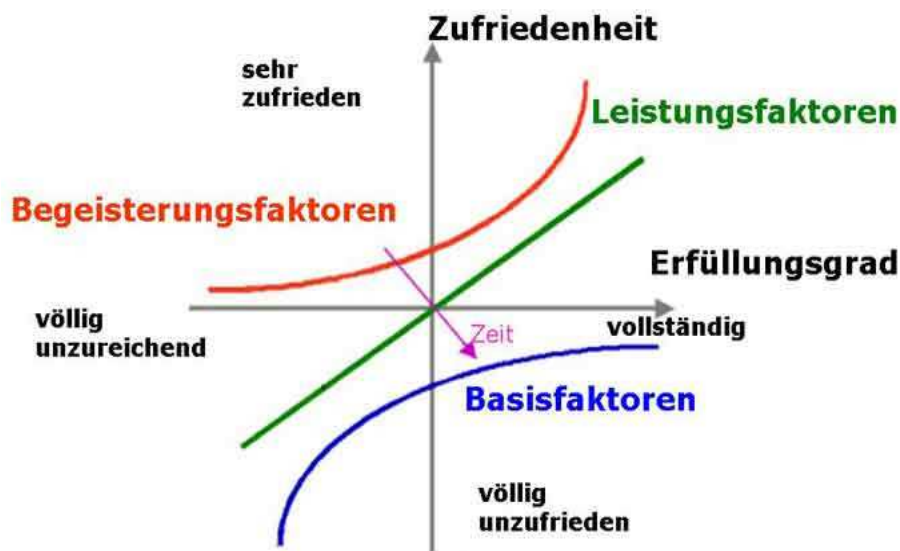 Zufriedenheit
sehr
zufrieden
Leistungsfaktoren
Begeisterungsfaktoren
Erfüllungsgrad
völlig
unzureichend
Zeit
vollständig
Basisfaktoren
völlig
unzufrieden